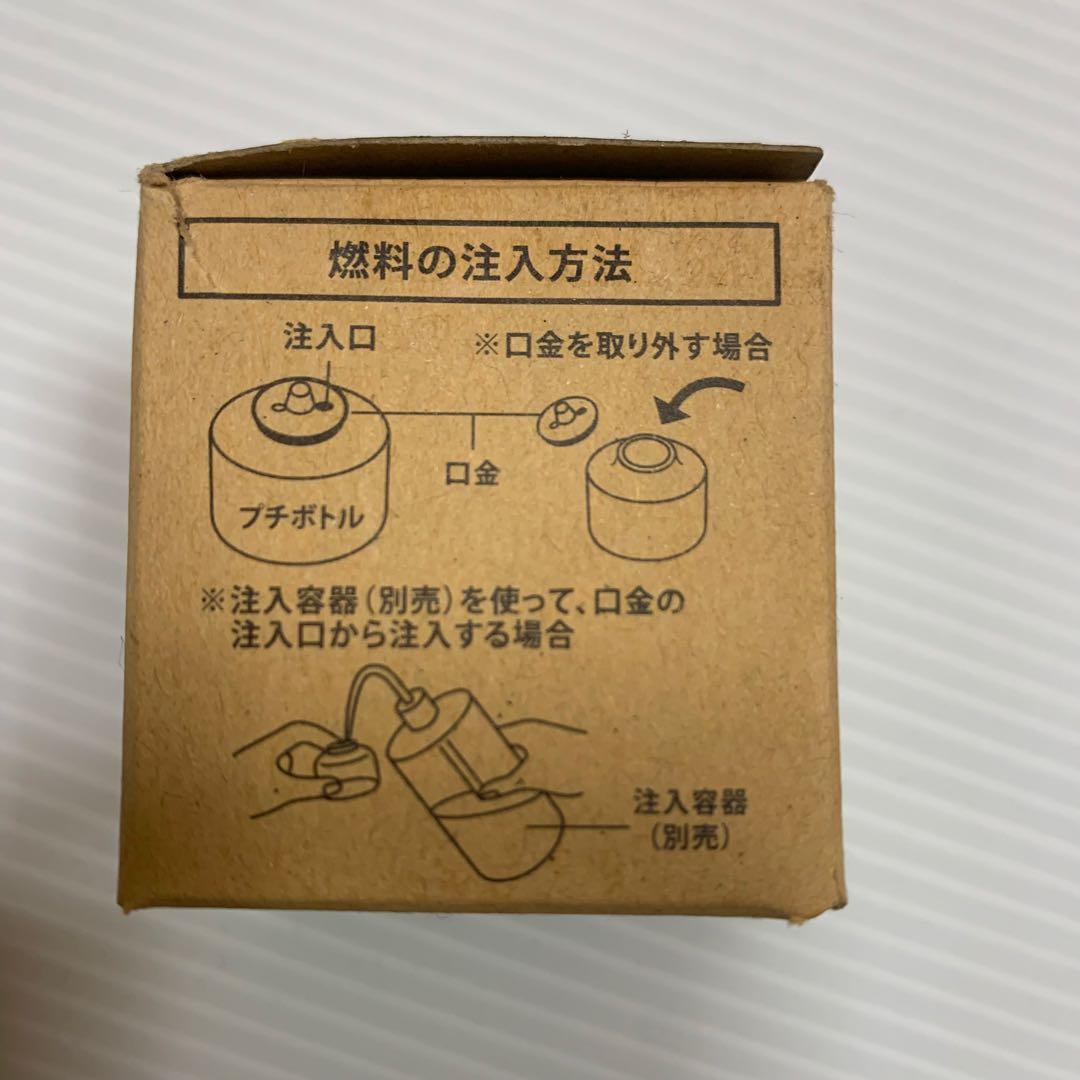 燃料の注入方法
注入口
※口金を取り外す場合
口金
プチボトル
※注入容器(別売)を使って、口金の
注入口から注入する場合
注入容器
(別売)